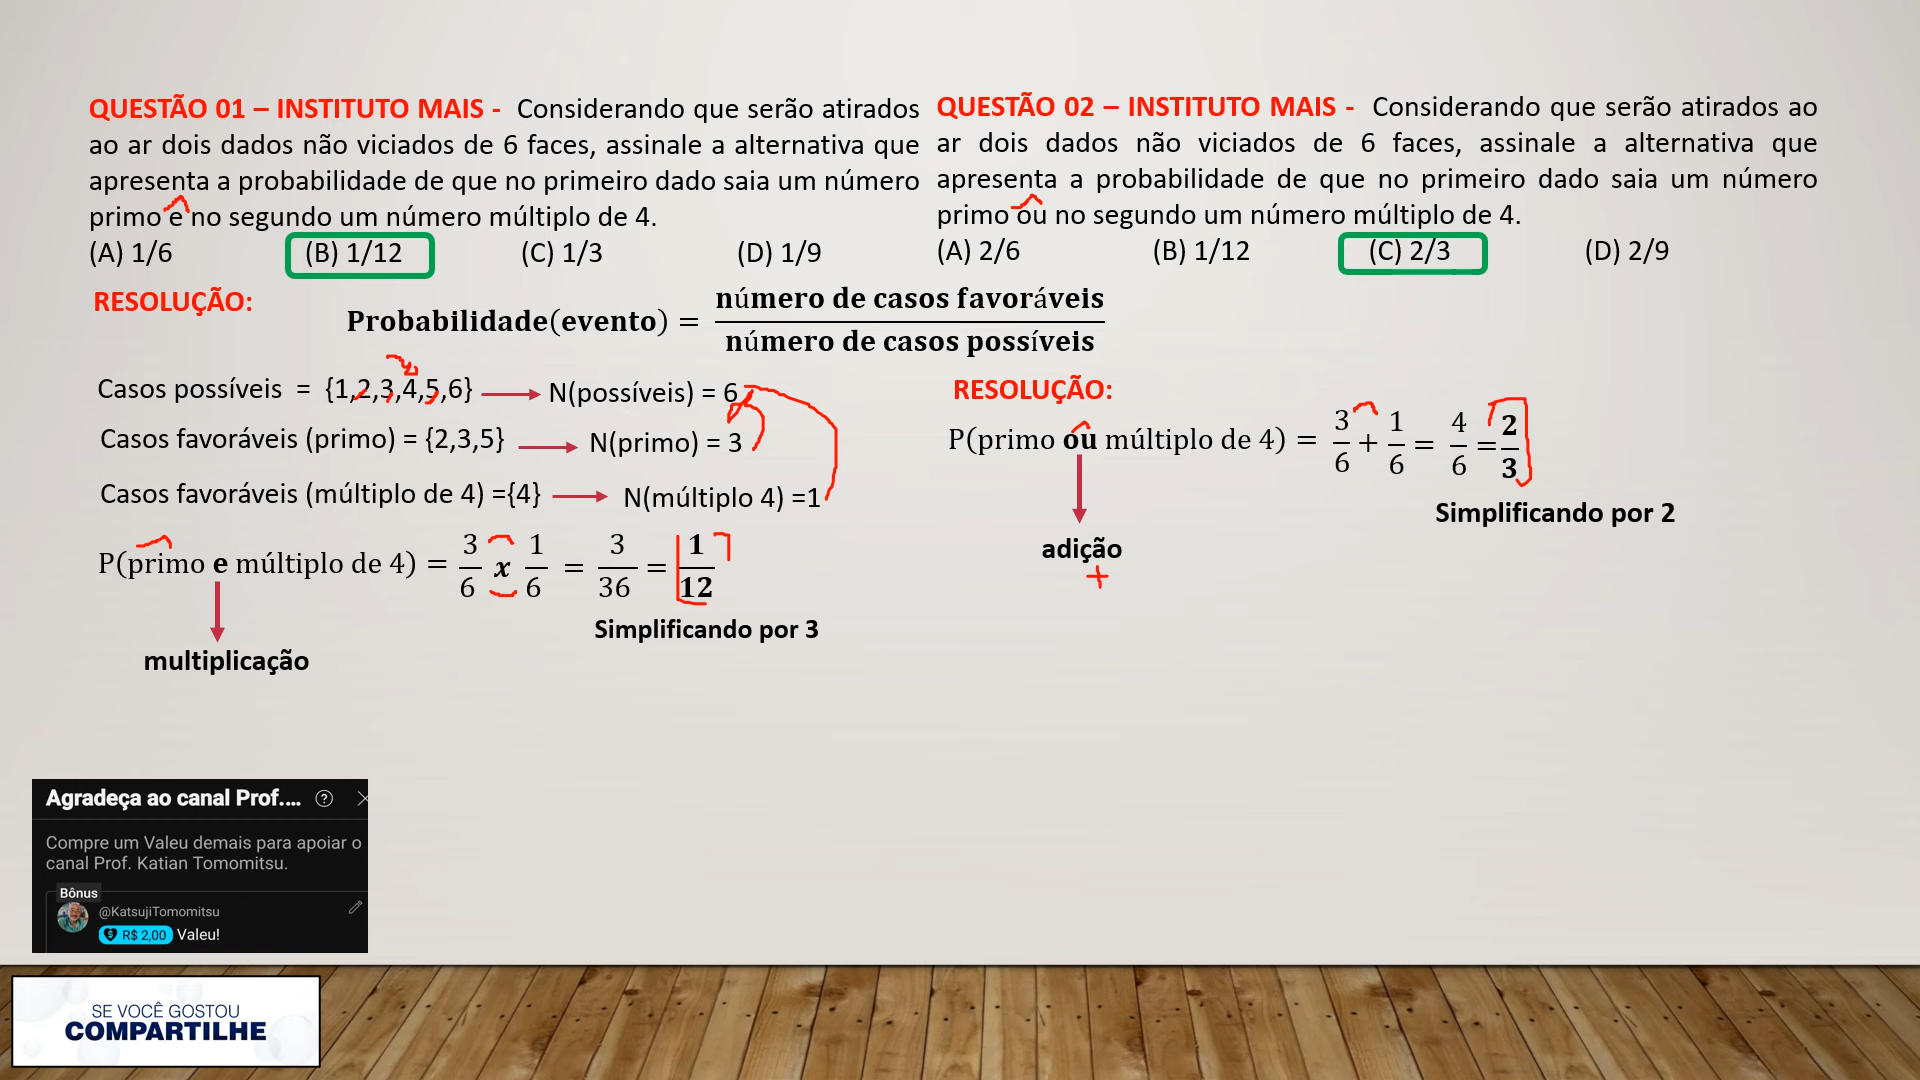 QUESTÃO 01 – INSTITUTO MAIS - Considerando que serão atirados
ao ar dois dados não viciados de 6 faces, assinale a alternativa que
apresenta a probabilidade de que no primeiro dado saia um número
primo e no segundo um número múltiplo de 4.
(A) 1/6 (B) 1/12 (C) 1/3 (D) 1/9
QUESTÃO 02 – INSTITUTO MAIS - Considerando que serão atirados ao
ar dois dados não viciados de 6 faces, assinale a alternativa que
apresenta a probabilidade de que no primeiro dado saia um número
primo ou no segundo um número múltiplo de 4.
(A) 2/6 (B) 1/12 (C) 2/3 (D) 2/9
RESOLUÇÃO:
Probabilidade(evento) = número de casos favoráveis / número de casos possíveis
Casos possíveis = {1,2,3,4,5,6} N(possíveis) = 6
Casos favoráveis (primo) = {2,3,5} N(primo) = 3
Casos favoráveis (múltiplo de 4) ={4} N(múltiplo 4) =1
P(primo e múltiplo de 4) = 3/6 x 1/6 = 3/36 = 1/12
Simplificando por 3
multiplicação
RESOLUÇÃO:
P(primo ou múltiplo de 4) = 3/6 + 1/6 = 4/6 = 2/3
Simplificando por 2
adição
+
Agradeça ao canal Prof....
Compre um Valeu demais para apoiar o
canal Prof. Katian Tomomitsu.
Bônus
@KatsujiTomomitsu
R$ 2,00 Valeu!
SE VOCÊ GOSTOU
COMPARTILHE